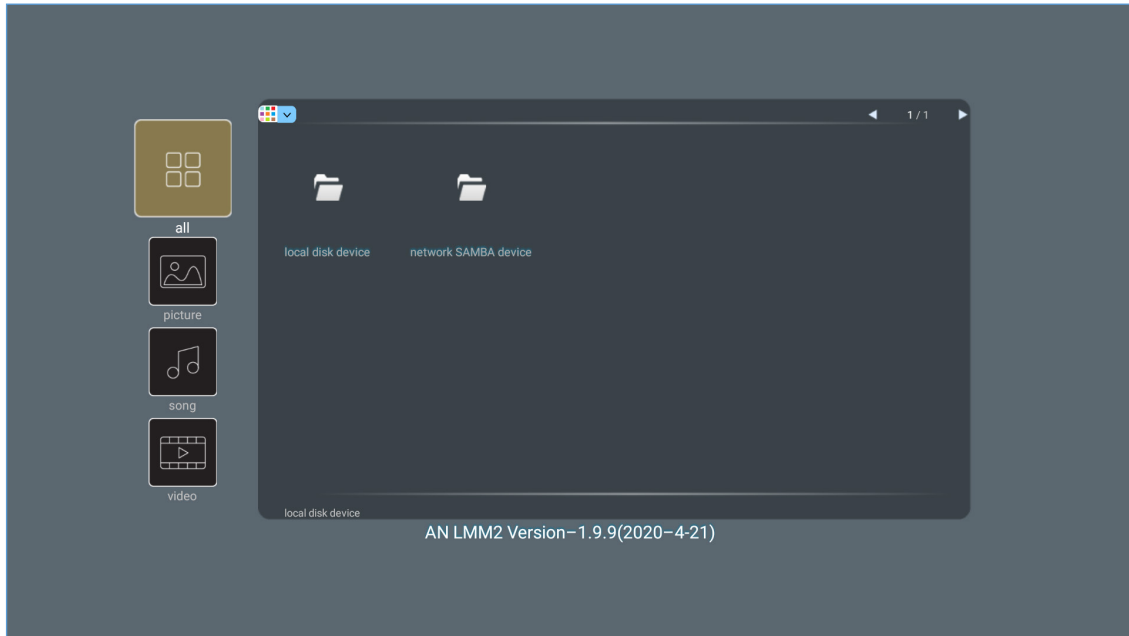 1 / 1
all
local disk device
network SAMBA device
picture
song
video
local disk device
AN LMM2 Version–1.9.9(2020–4-21)